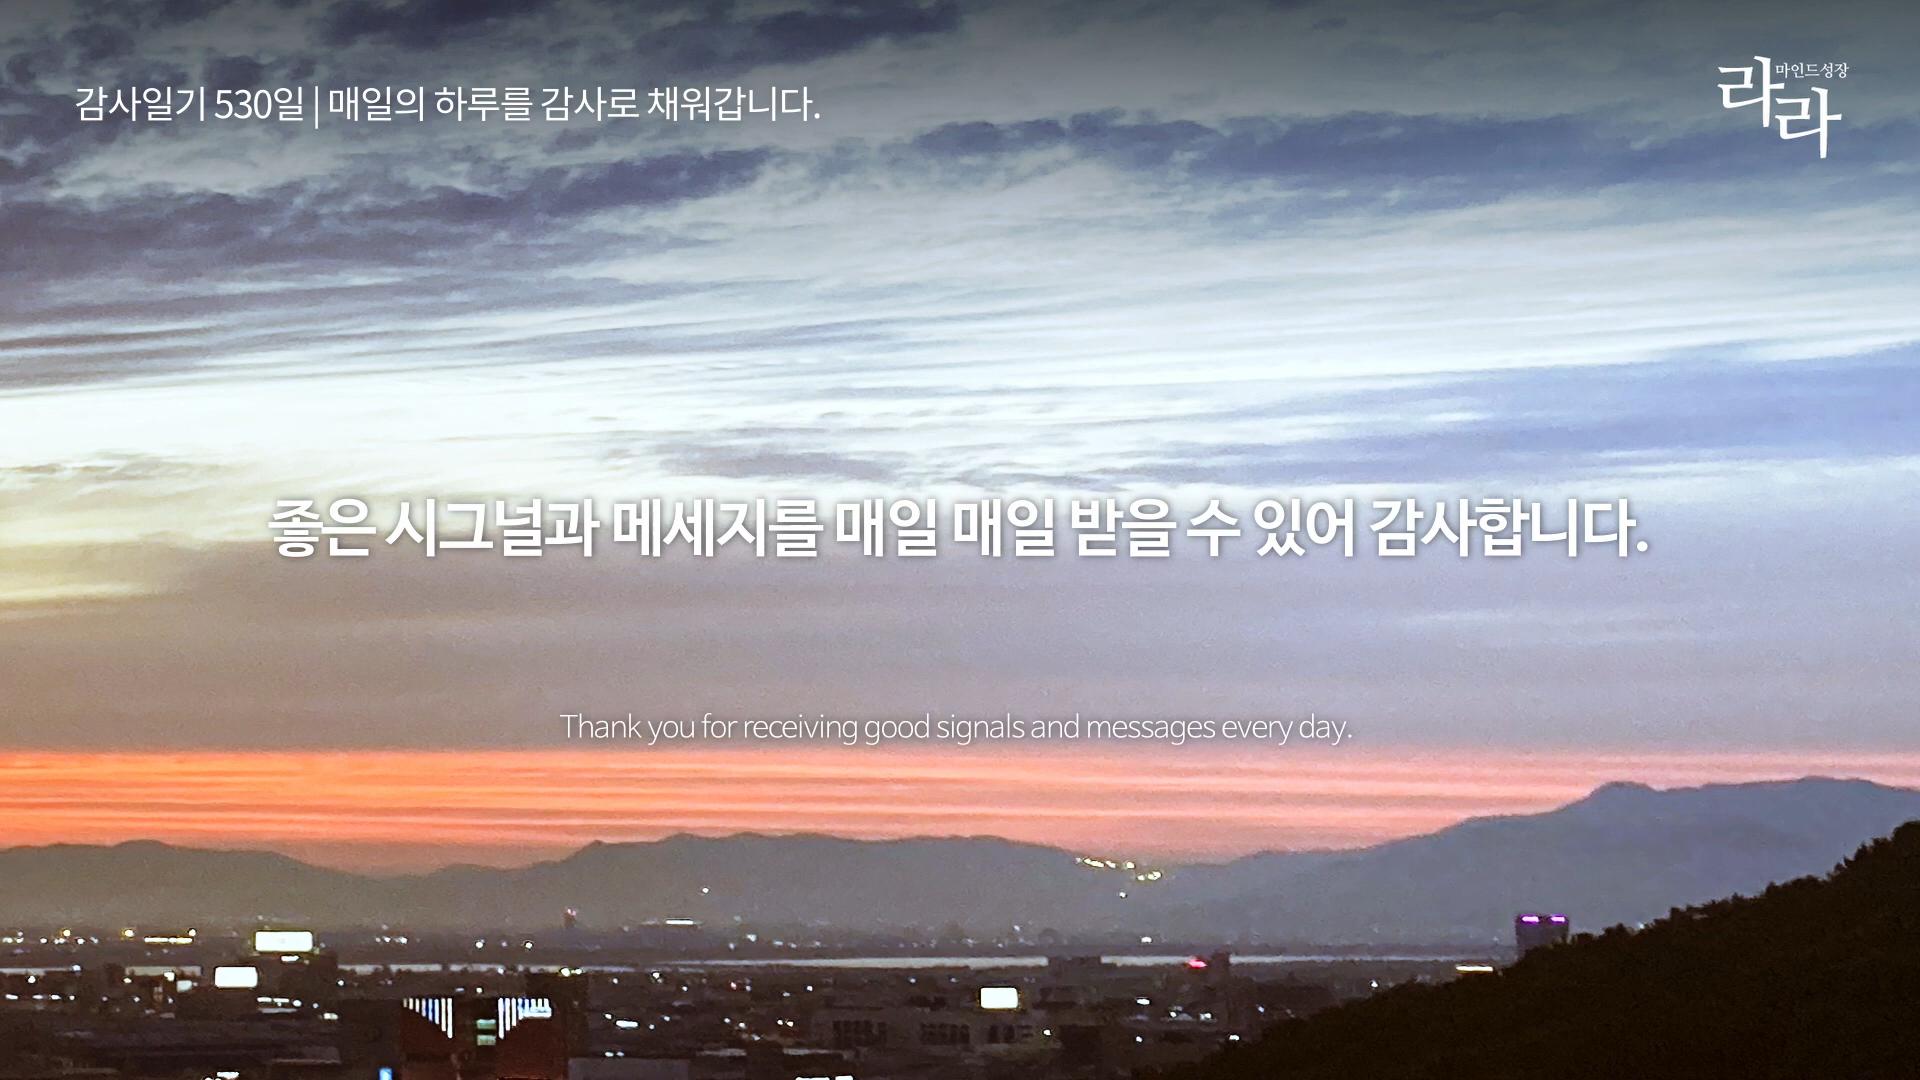 감사일기 530일 | 매일의 하루를 감사로 채워갑니다.
마인드성장
라라
좋은 시그널과 메세지를 매일 매일 받을 수 있어 감사합니다.
Thank you for receiving good signals and messages every day.